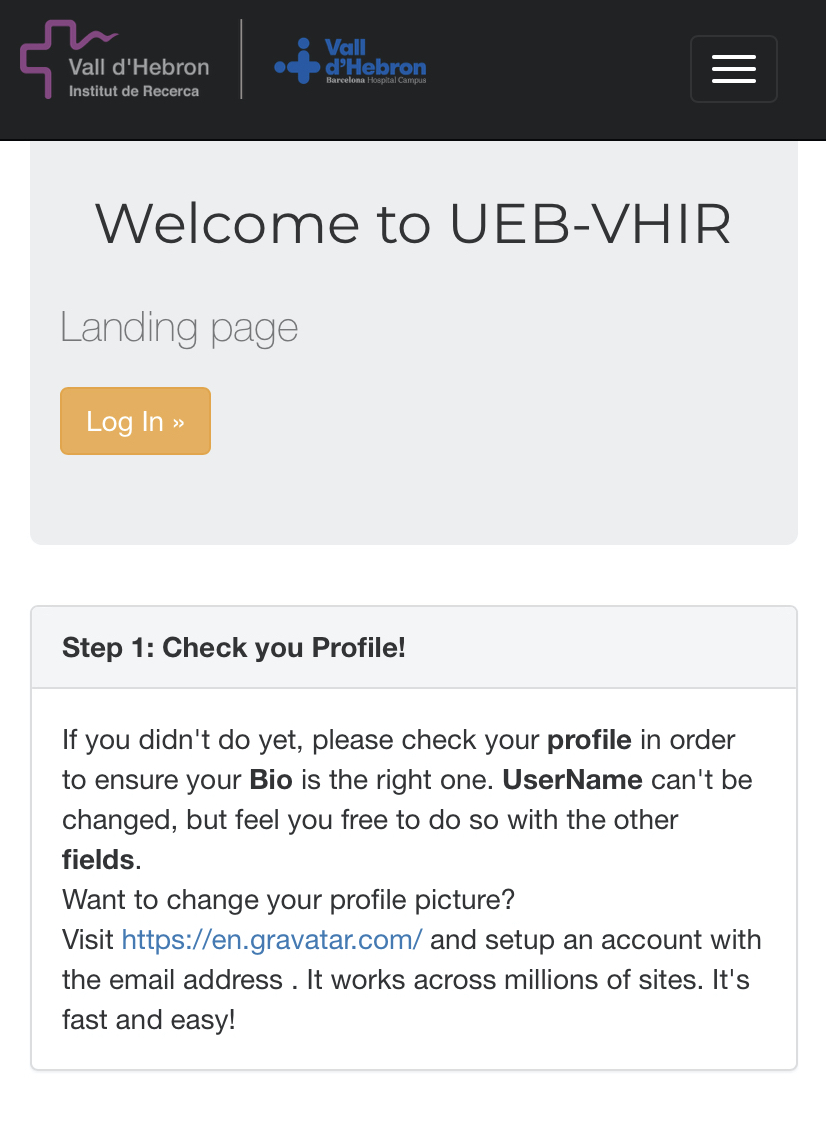 Vall d'Hebron
Institut de Recerca
Vall
d'Hebron
Barcelona Hospital Campus
Welcome to UEB-VHIR
Landing page
Log In »
Step 1: Check you Profile!
If you didn't do yet, please check your profile in order
to ensure your Bio is the right one. UserName can't be
changed, but feel you free to do so with the other
fields.
Want to change your profile picture?
Visit https://en.gravatar.com/ and setup an account with
the email address . It works across millions of sites. It's
fast and easy!